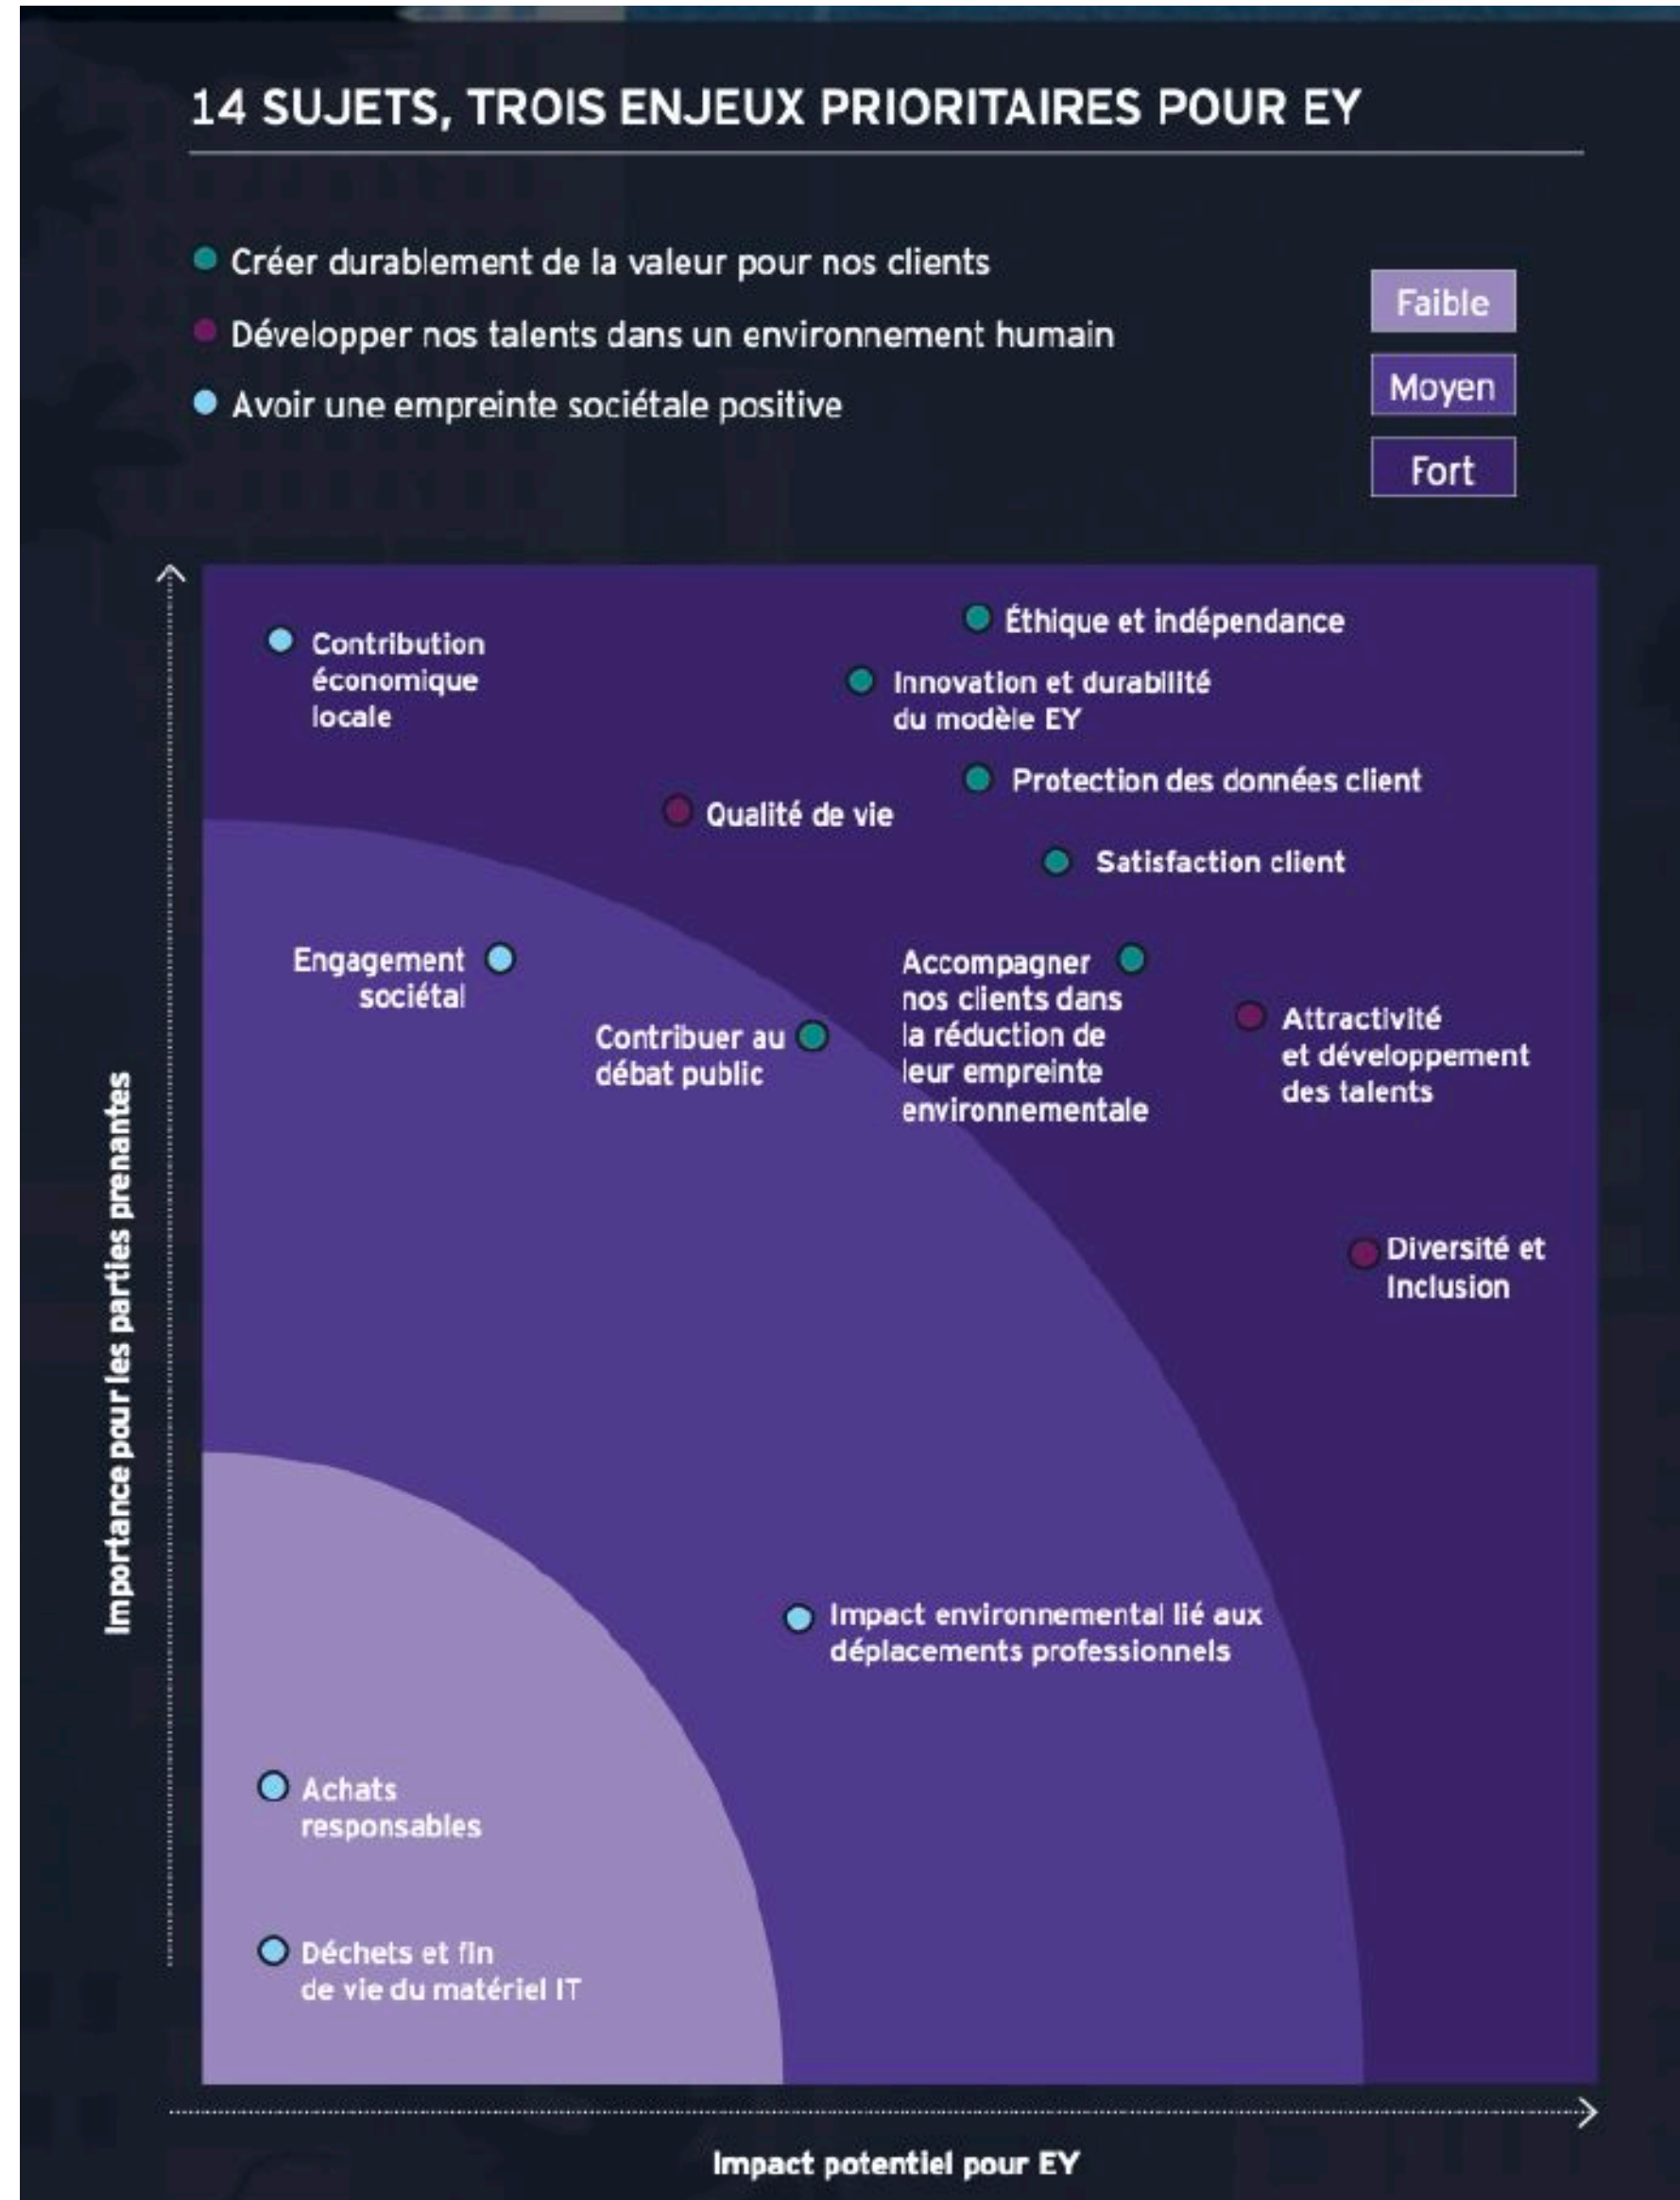 14 SUJETS, TROIS ENJEUX PRIORITAIRES POUR EY
Créer durablement de la valeur pour nos clients
Développer nos talents dans un environnement humain
Avoir une empreinte sociétale positive
Faible
Moyen
Fort
Contribution
économique
locale
Éthique et indépendance
Innovation et durabilité
du modèle EY
Protection des données client
Qualité de vie
Satisfaction client
Engagement
sociétal
Contribuer au
débat public
Accompagner
nos clients dans
la réduction de
leur empreinte
environnementale
Attractivité
et développement
des talents
Diversité et
Inclusion
Impact environnemental lié aux
déplacements professionnels
Achats
responsables
Déchets et fin
de vie du matériel IT
Importance pour les parties prenantes
Impact potentiel pour EY